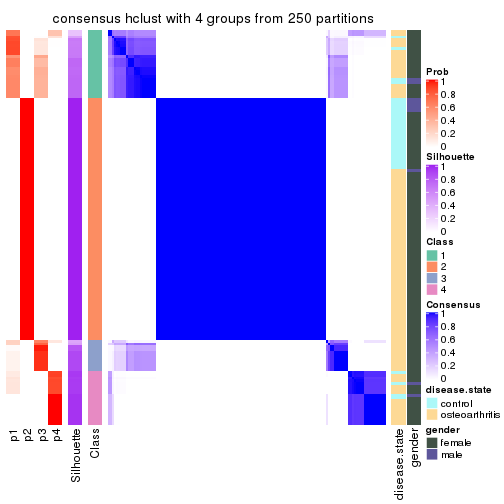 consensus hclust with 4 groups from 250 partitions
Prob
1
0.8
0.6
0.4
0.2
0
Silhouette
1
0.8
0.6
0.4
0.2
0
Class
1
2
3
4
Consensus
1
0.8
0.6
0.4
0.2
0
disease.state
control
osteoarthritis
gender
female
male
p1
p2
p3
p4
Silhouette
Class
disease.state
gender